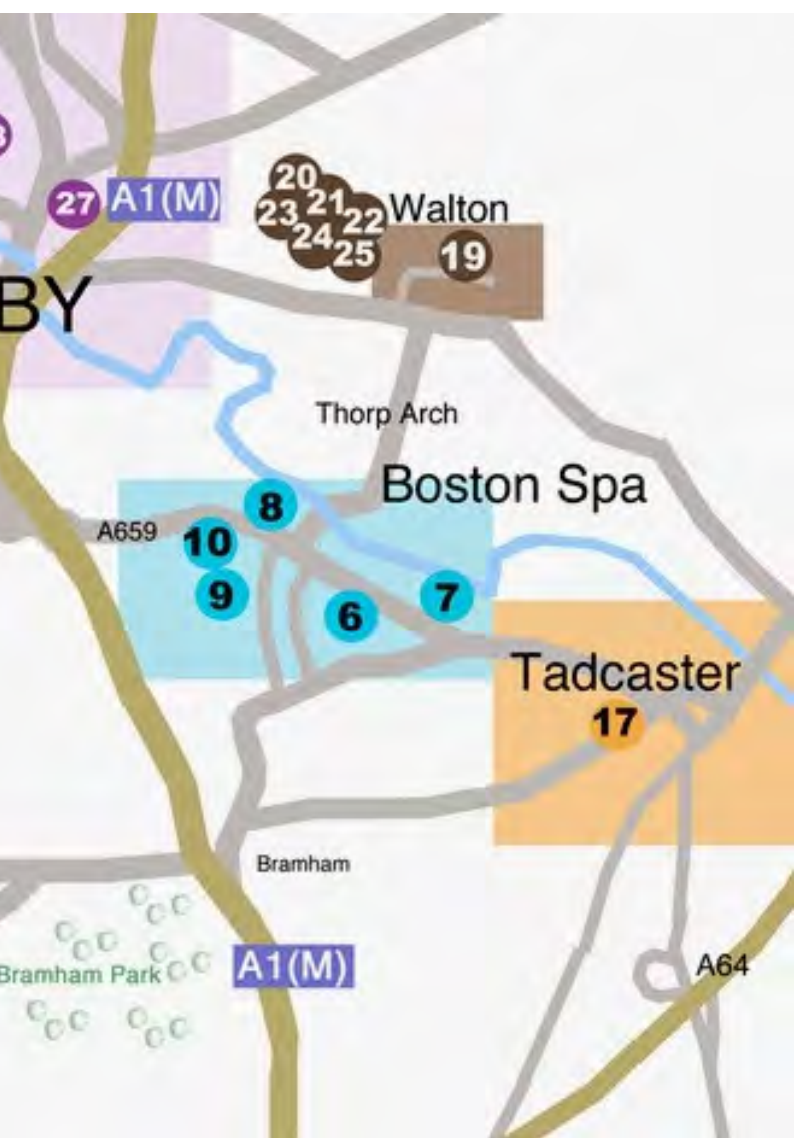 27
A1(M)
20
21
23
22
24
25
Walton
19
BY
Thorp Arch
Boston Spa
8
A659
10
9
7
6
Tadcaster
17
Bramham
A1(M)
Bramham Park
A64